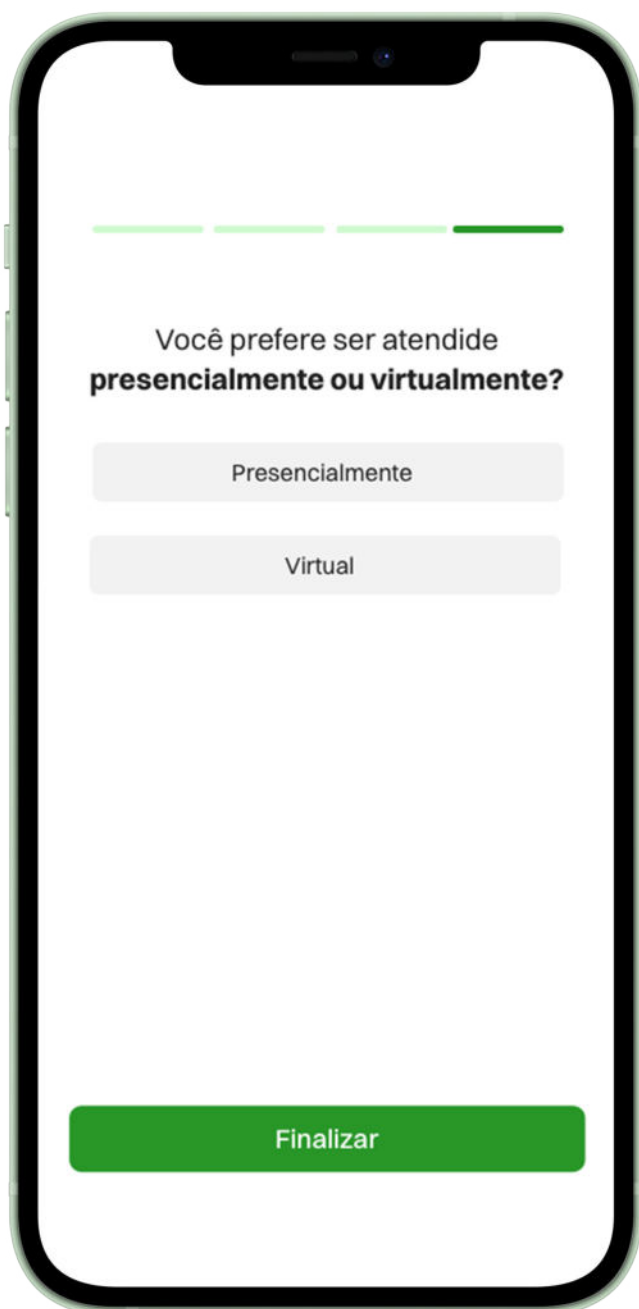 Você prefere ser atendide
presencialmente ou virtualmente?
Presencialmente
Virtual
Finalizar